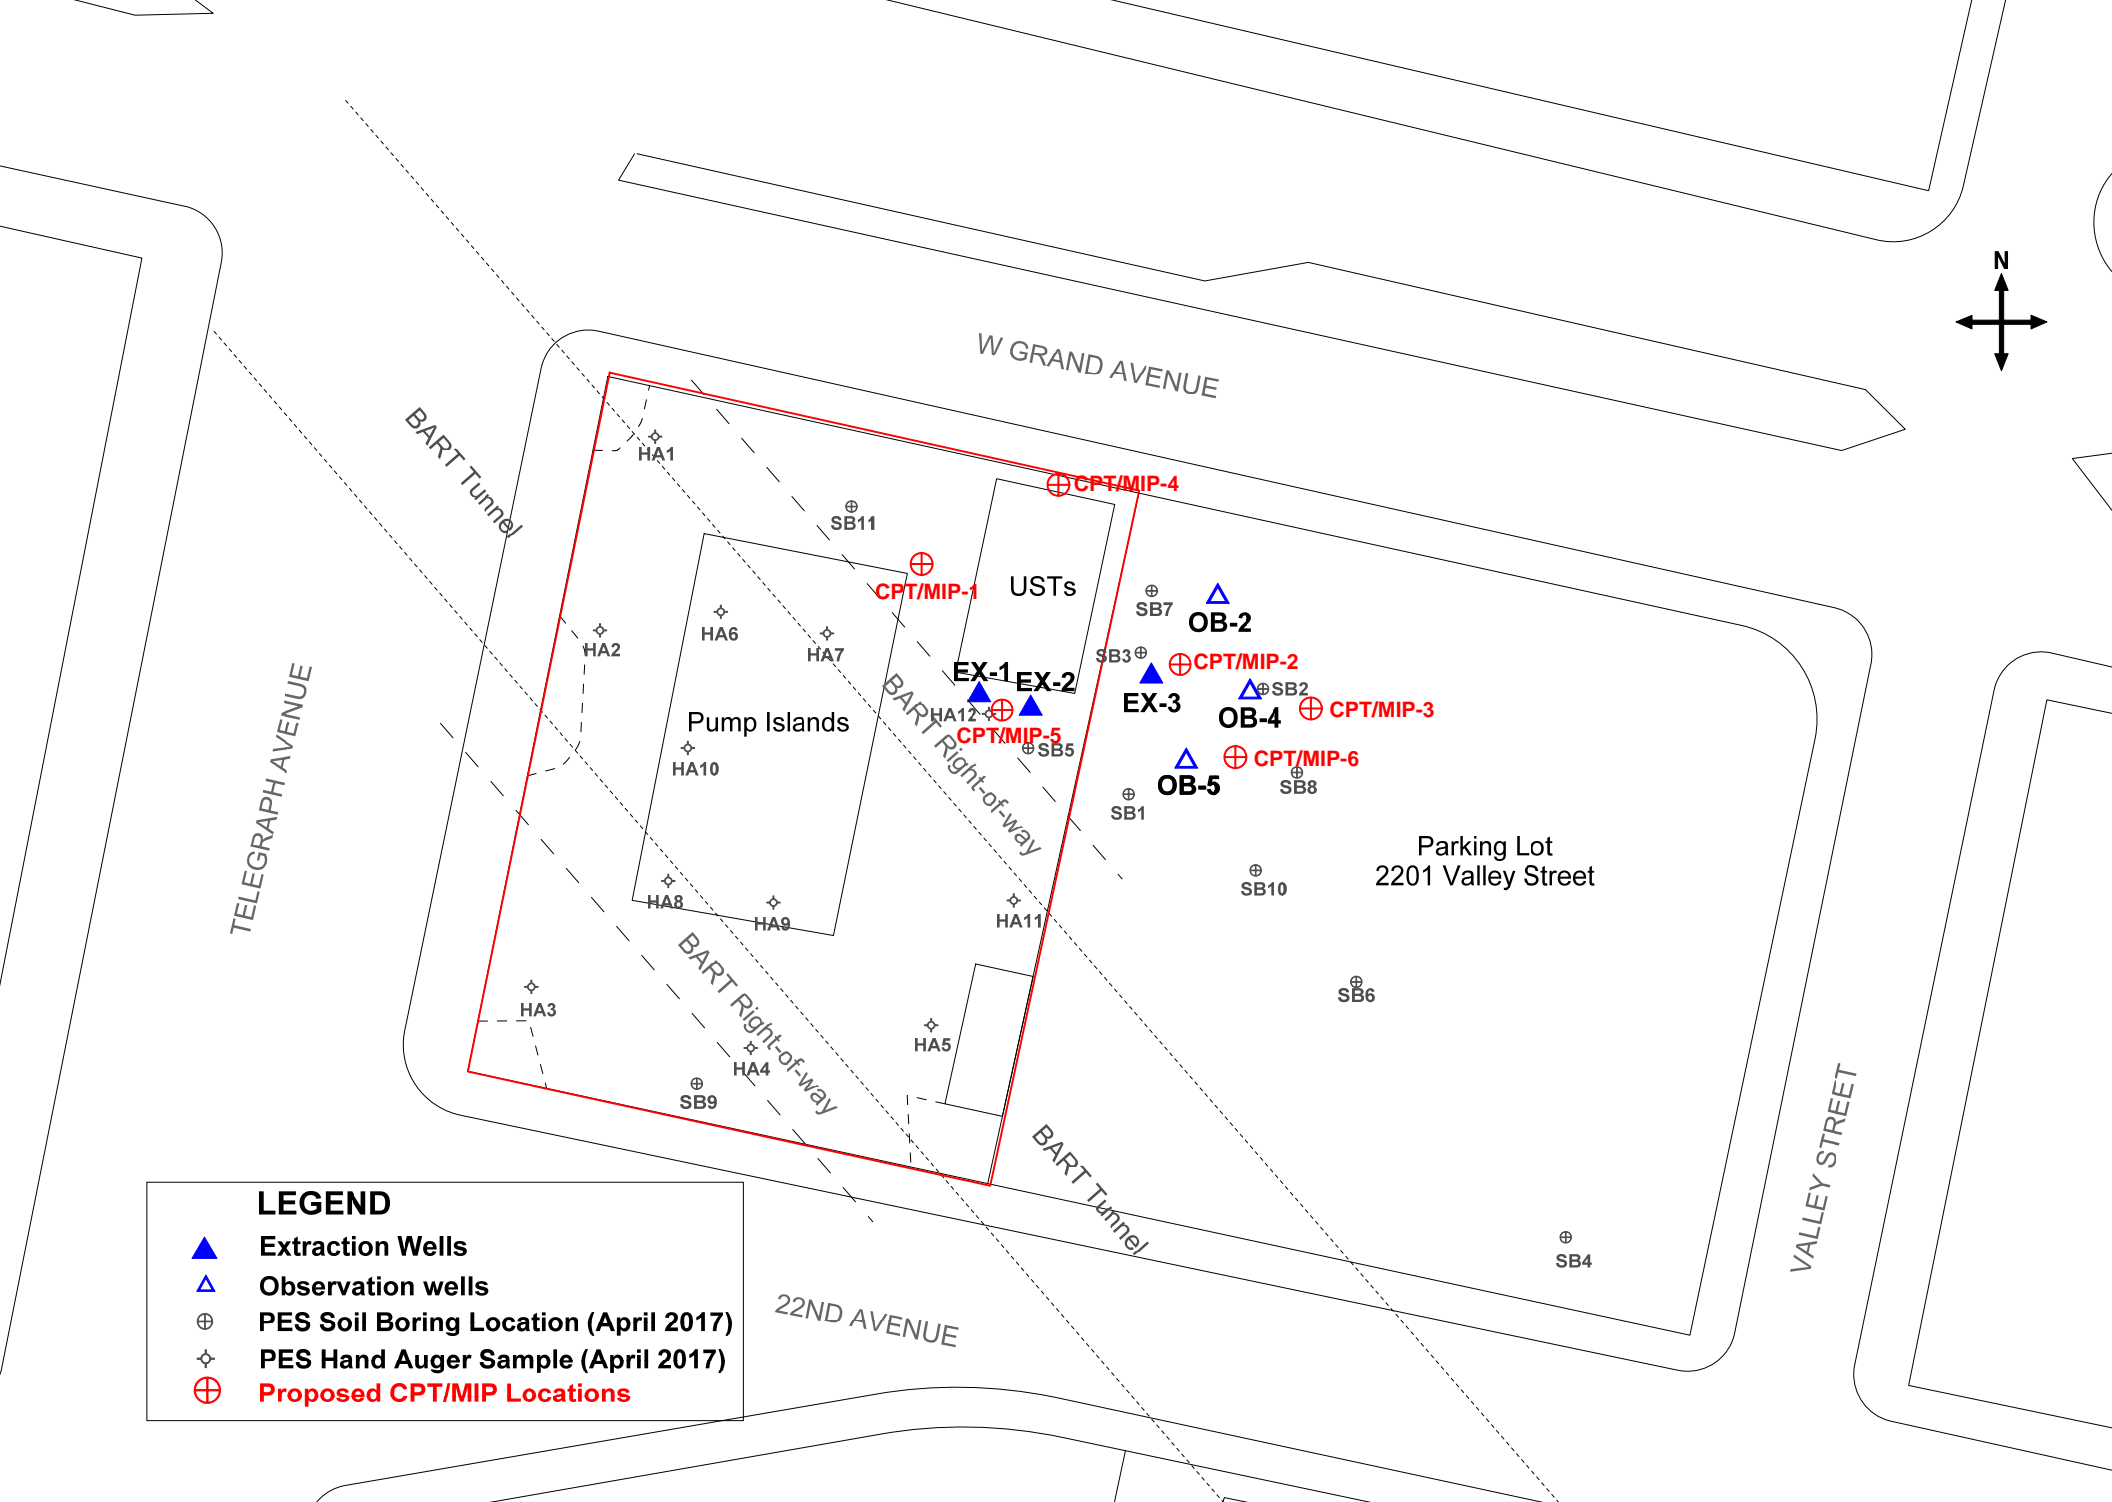 N
W GRAND AVENUE
BART Tunnel
HA1
CPT/MIP-4
SB11
CPT/MIP-1
USTs
SB7
OB-2
HA6
HA2
HA7
SB3
CPT/MIP-2
EX-1
EX-2
EX-3
SB2
OB-4
CPT/MIP-3
HA12
CPT/MIP-5
SB5
Pump Islands
HA10
BART Right-of-way
CPT/MIP-6
OB-5
SB8
SB1
TELEGRAPH AVENUE
Parking Lot
2201 Valley Street
SB10
HA8
HA9
HA11
BART Right-of-way
SB6
HA3
HA5
HA4
SB9
BART Tunnel
VALLEY STREET
SB4
22ND AVENUE
LEGEND
Extraction Wells
Observation wells
PES Soil Boring Location (April 2017)
PES Hand Auger Sample (April 2017)
Proposed CPT/MIP Locations